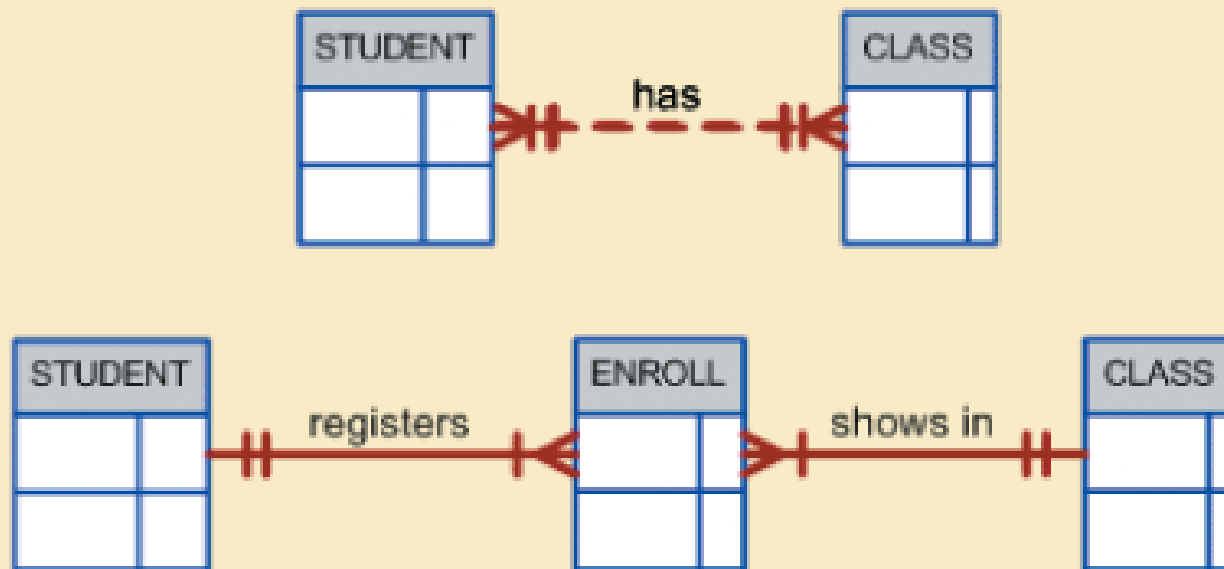 STUDENT
has
CLASS
STUDENT
registers
ENROLL
shows in
CLASS